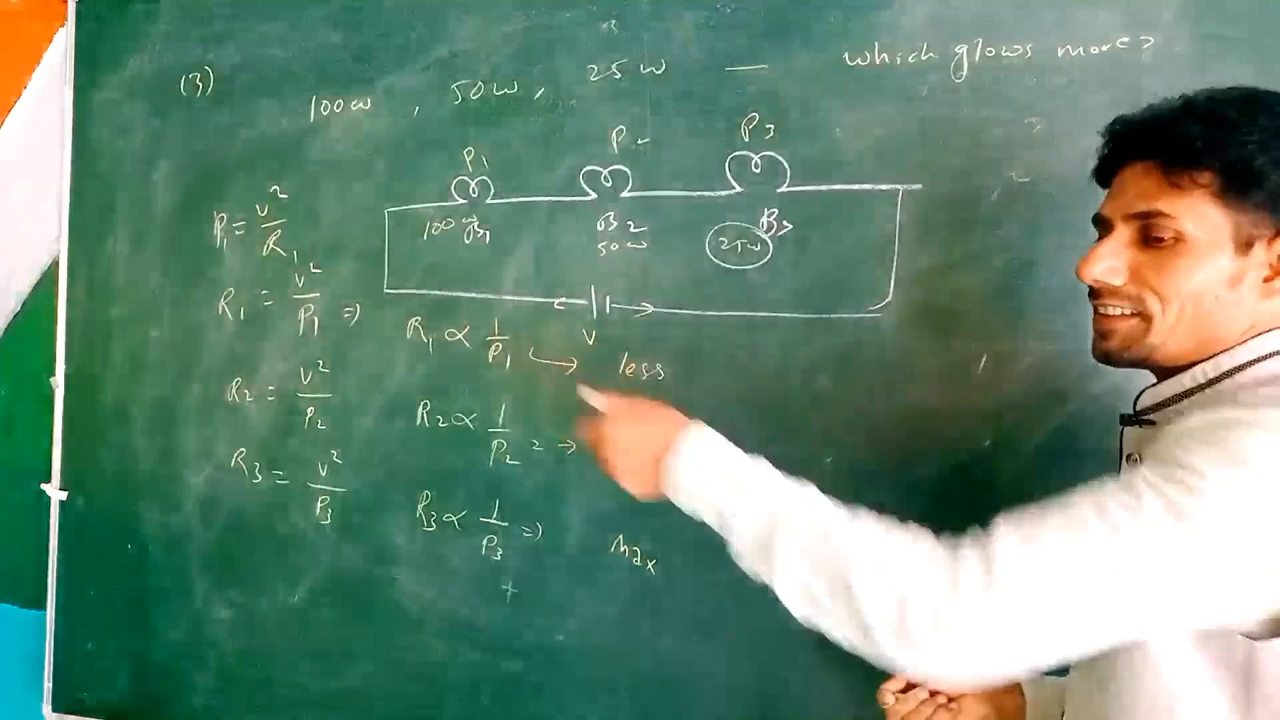 (3) 100w , 50w , 25w — which glows more?
P1 P2 P3
100w B1 B2 50w B3 25w
V
P1 = V²/R1
R1 = V²/P1 => R1 ∝ 1/P1 → less
R2 = V²/P2 R2 ∝ 1/P2 = →
R3 = V²/P3 R3 ∝ 1/P3 => Max